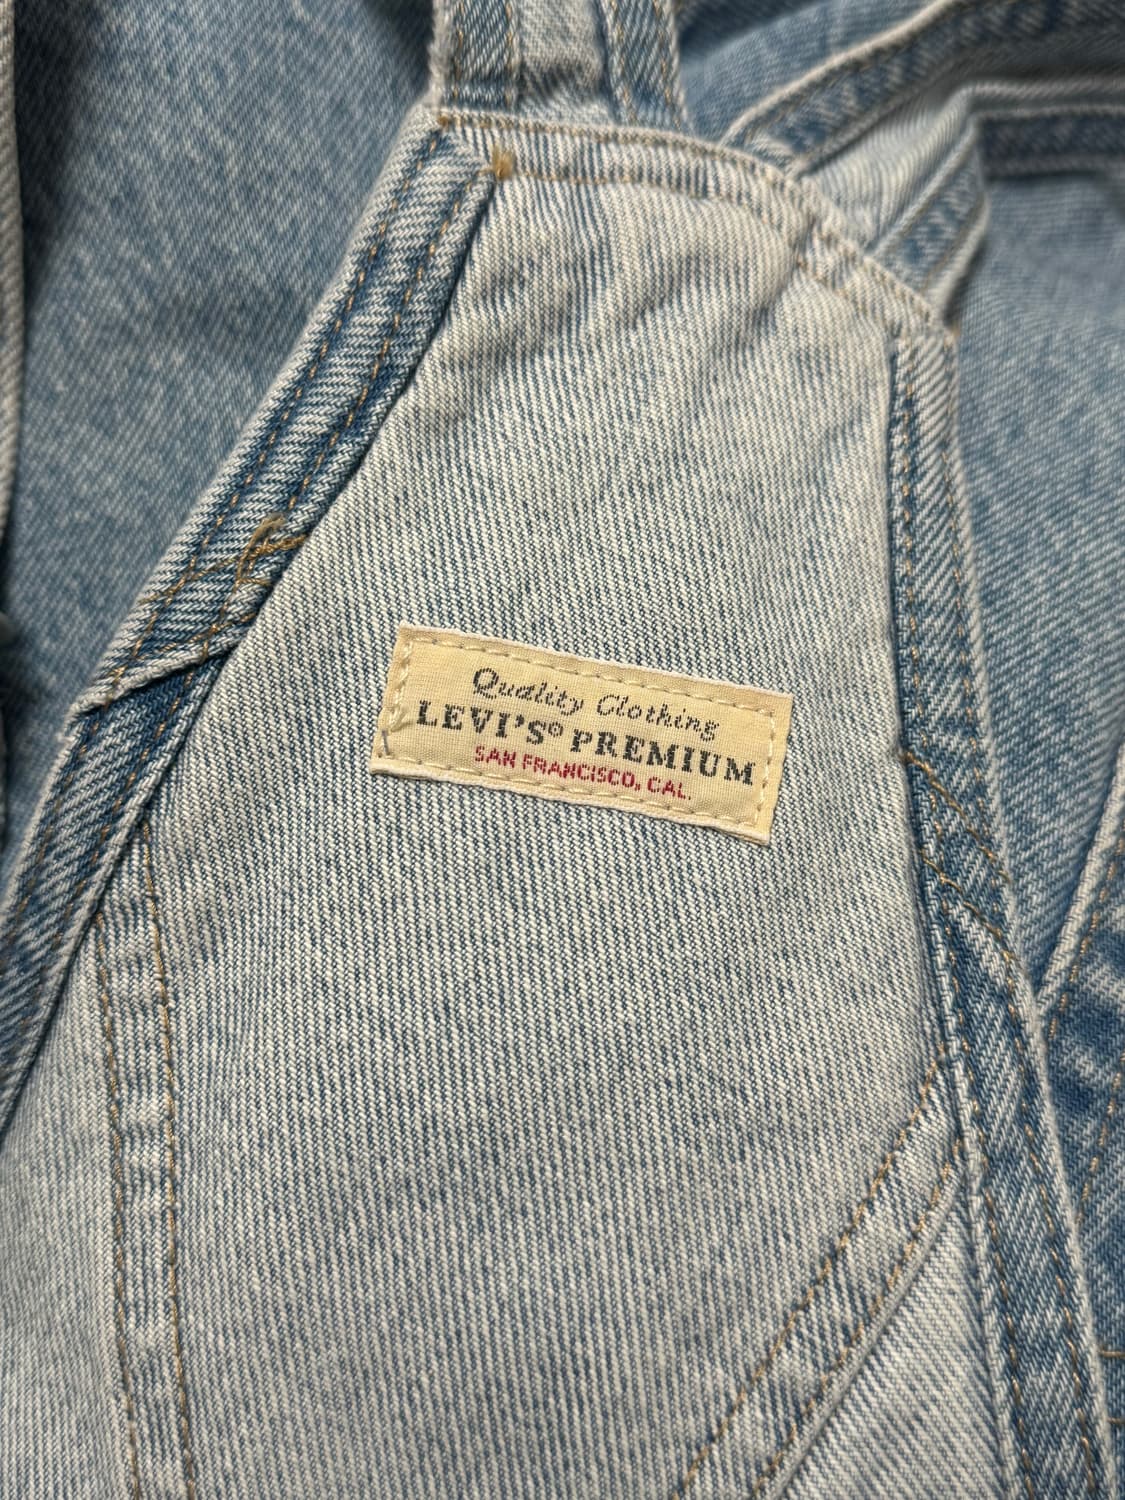 Quality Clothing
LEVI'S® PREMIUM
SAN FRANCISCO, CAL.